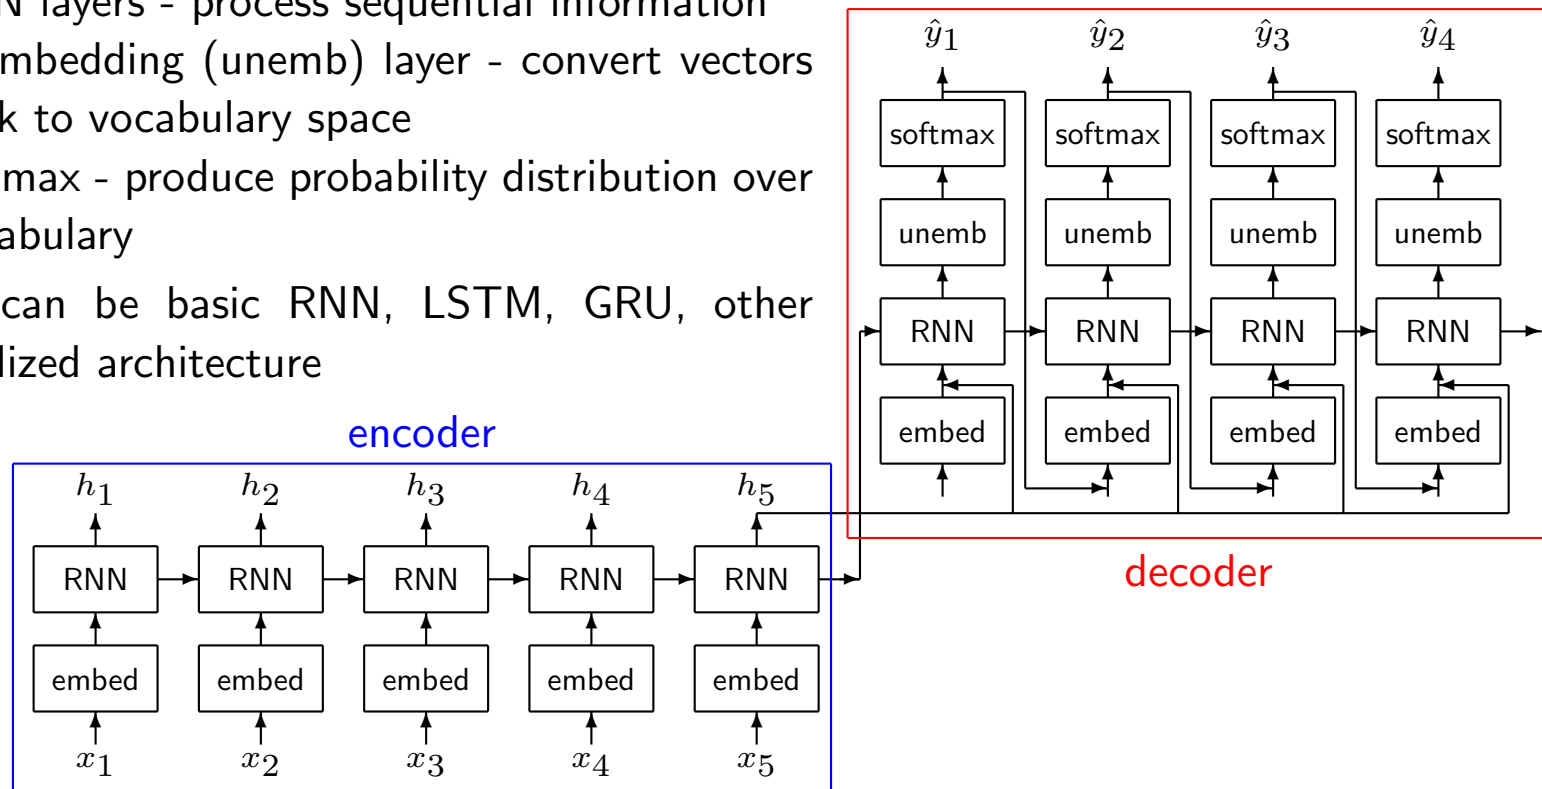 N layers - process sequential information
mbedding (unemb) layer - convert vectors
k to vocabulary space
max - produce probability distribution over
abulary
can be basic RNN, LSTM, GRU, other
lized architecture
encoder
h1 h2 h3 h4 h5
RNN RNN RNN RNN RNN
embed embed embed embed embed
x1 x2 x3 x4 x5
ŷ1 ŷ2 ŷ3 ŷ4
softmax softmax softmax softmax
unemb unemb unemb unemb
RNN RNN RNN RNN
embed embed embed embed
decoder